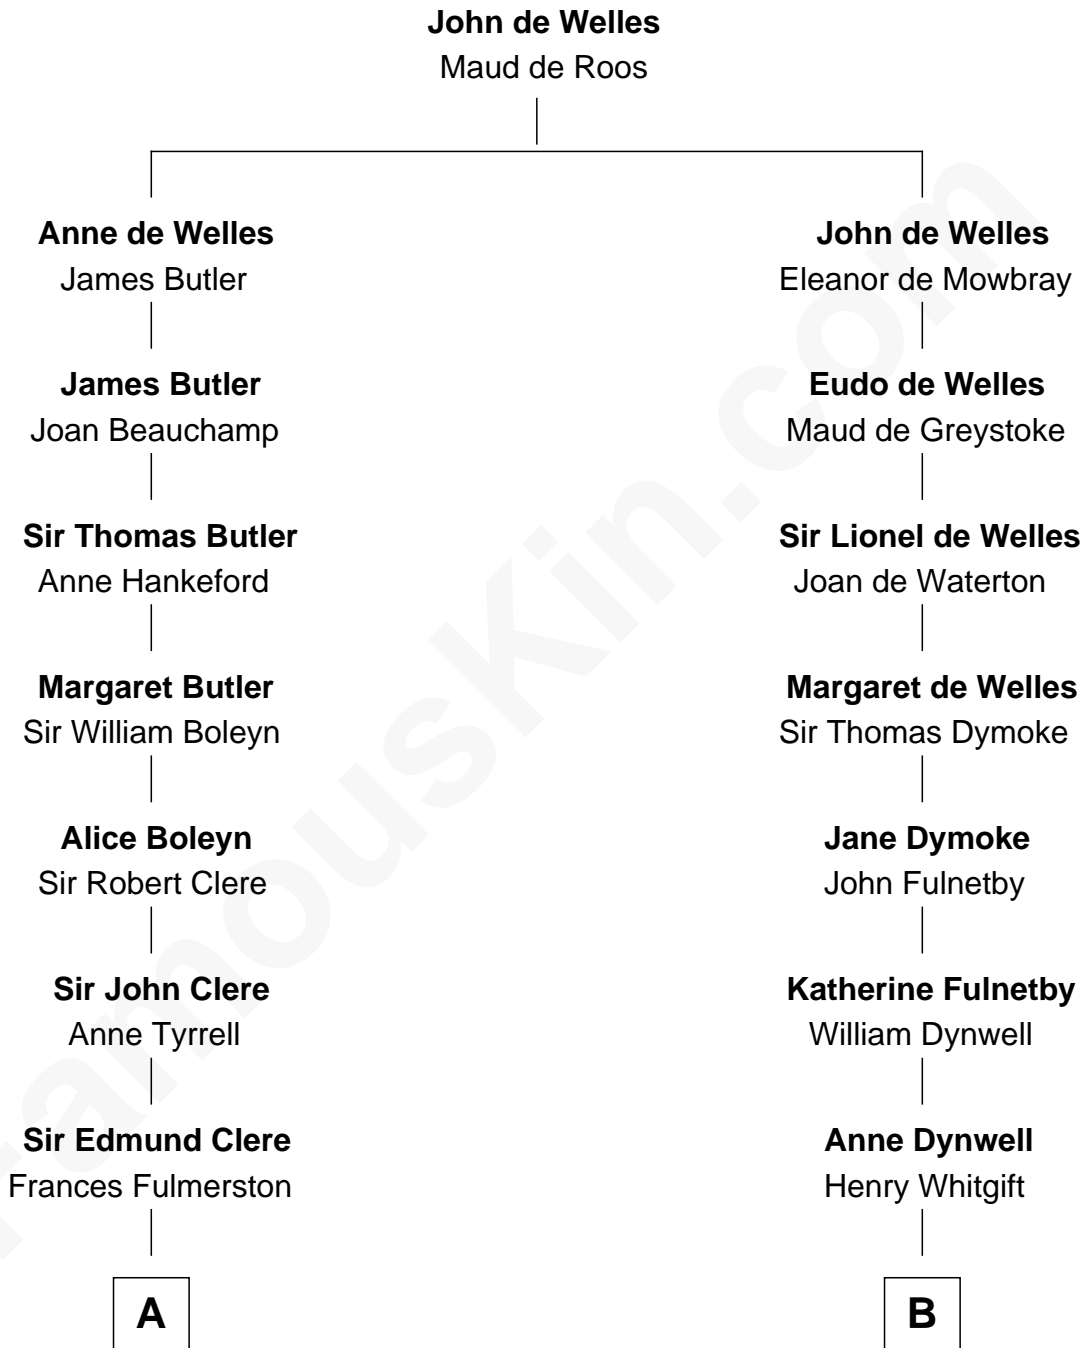 John de Welles
Maud de Roos
Anne de Welles
James Butler
John de Welles
Eleanor de Mowbray
James Butler
Joan Beauchamp
Eudo de Welles
Maud de Greystoke
Sir Thomas Butler
Anne Hankeford
Sir Lionel de Welles
Joan de Waterton
Margaret Butler
Sir William Boleyn
Margaret de Welles
Sir Thomas Dymoke
Alice Boleyn
Sir Robert Clere
Jane Dymoke
John Fulnetby
Sir John Clere
Anne Tyrrell
Katherine Fulnetby
William Dynwell
Sir Edmund Clere
Frances Fulmerston
Anne Dynwell
Henry Whitgift
A
B
FamousKin.com